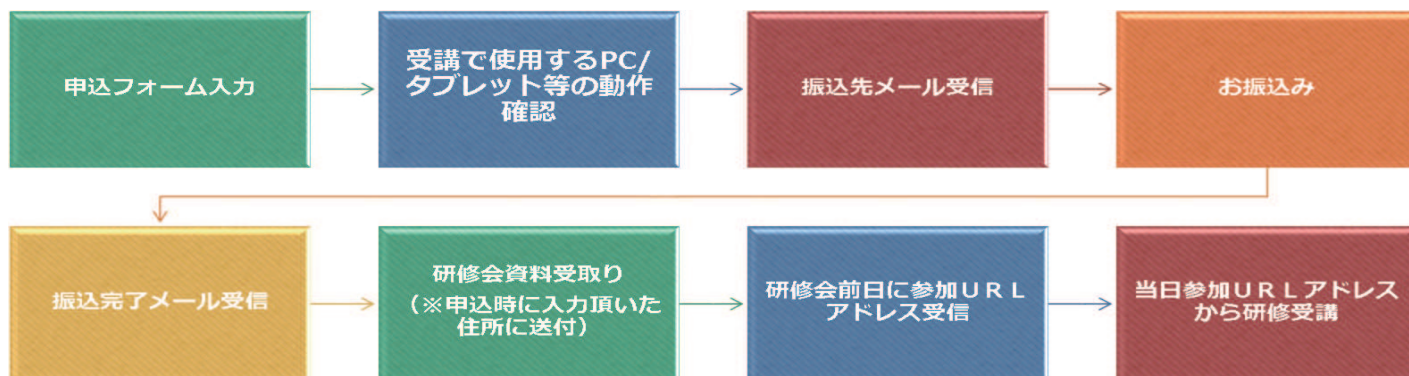 申込フォーム入力
受講で使用するPC/
タブレット等の動作
確認
振込先メール受信
お振込み
振込完了メール受信
研修会資料受取り
（※申込時に入力頂いた
住所に送付）
研修会前日に参加ＵＲＬ
アドレス受信
当日参加ＵＲＬアドレス
から研修受講